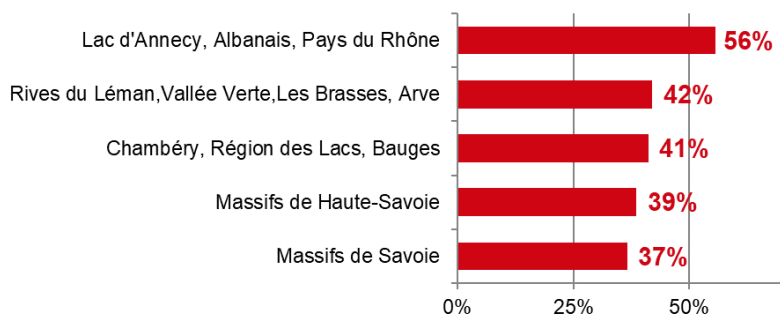 Lac d'Annecy, Albanais, Pays du Rhône 56%
Rives du Léman,Vallée Verte,Les Brasses, Arve 42%
Chambéry, Région des Lacs, Bauges 41%
Massifs de Haute-Savoie 39%
Massifs de Savoie 37%
0% 25% 50%